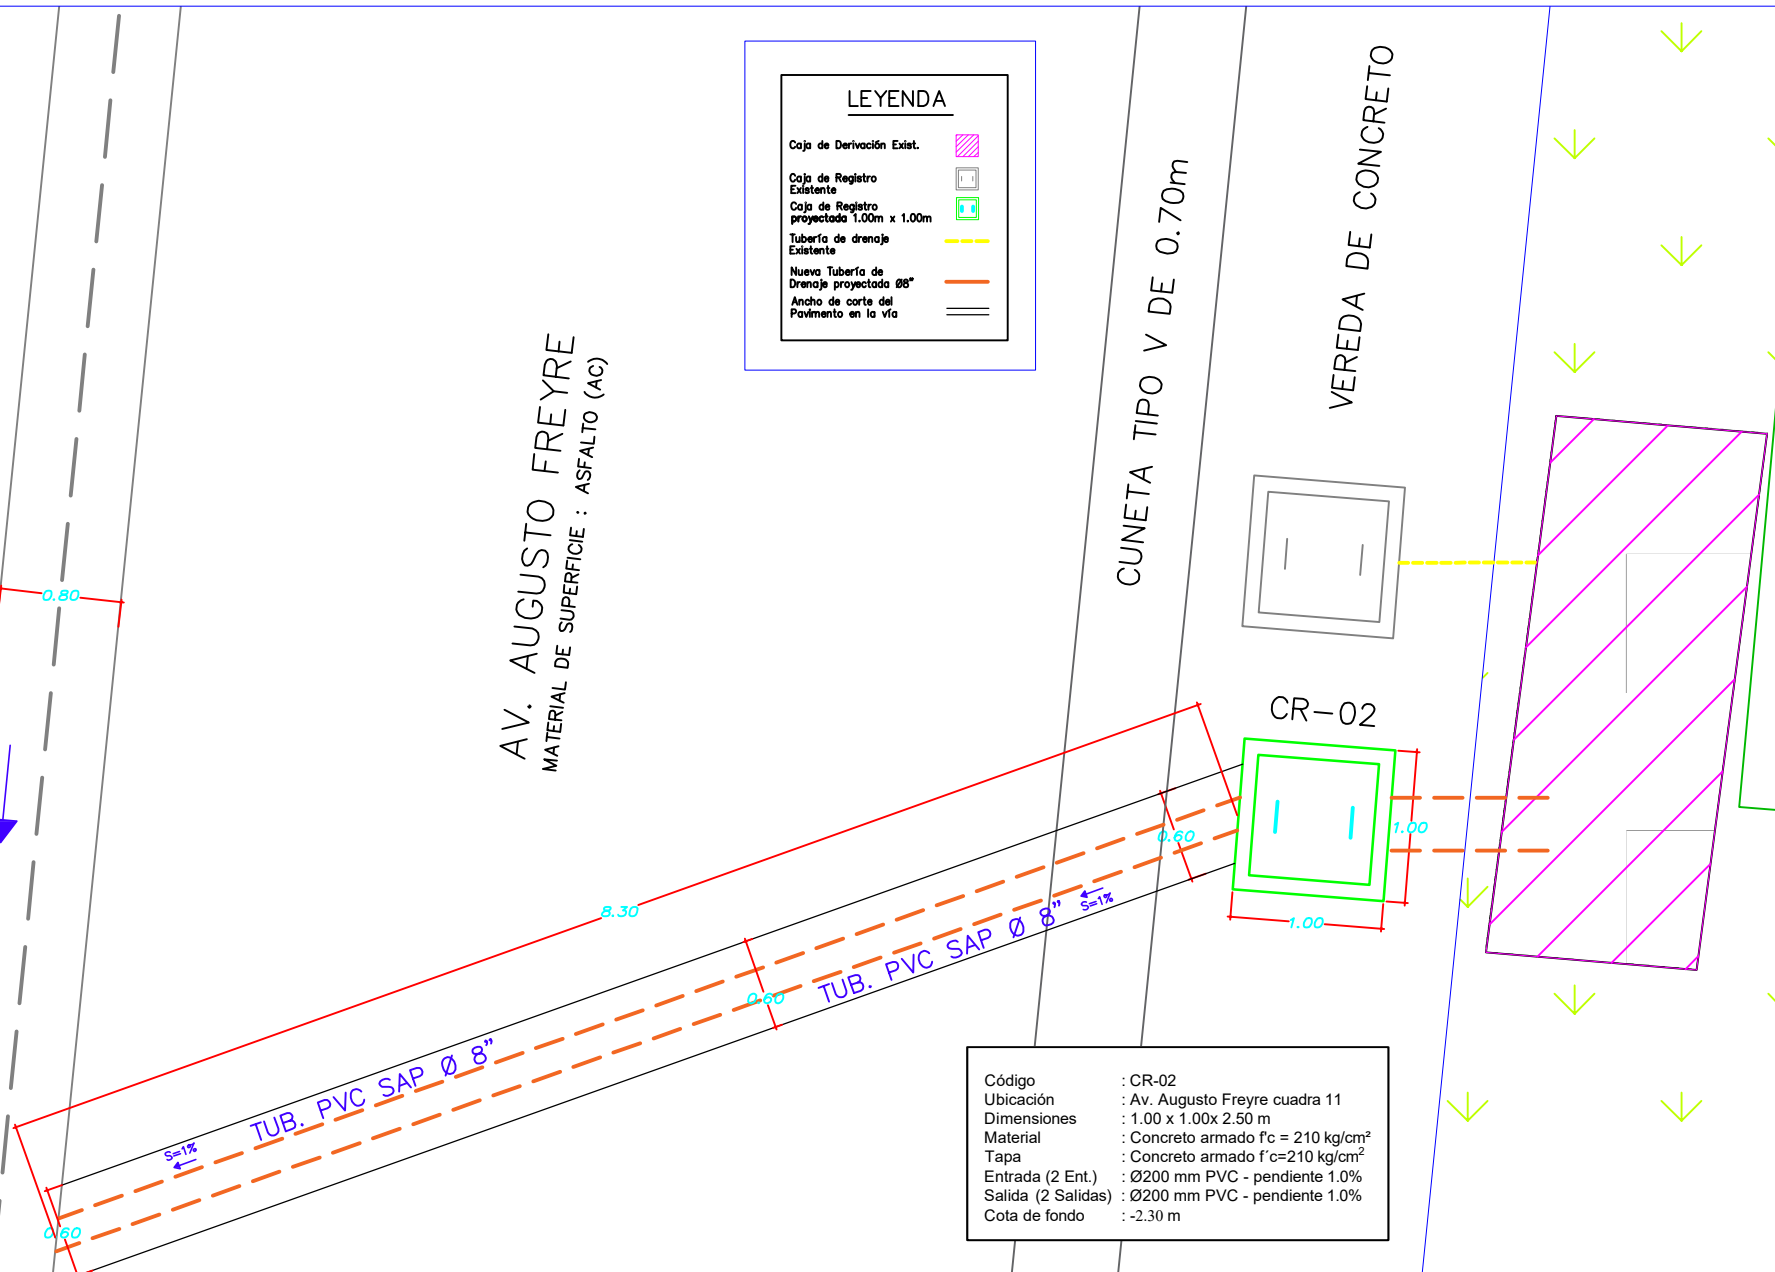 LEYENDA
Caja de Derivación Exist.
Caja de Registro
Existente
Caja de Registro
proyectada 1.00m x 1.00m
Tubería de drenaje
Existente
Nueva Tubería de
Drenaje proyectada Ø8"
Ancho de corte del
Pavimento en la vía
AV. AUGUSTO FREYRE
MATERIAL DE SUPERFICIE : ASFALTO (AC)
CUNETA TIPO V DE 0.70m
VEREDA DE CONCRETO
0.80
CR-02
0.60
1.00
1.00
8.30
S=1%
TUB. PVC SAP Ø 8"
0.60
TUB. PVC SAP Ø 8"
S=1%
0.60
Código : CR-02
Ubicación : Av. Augusto Freyre cuadra 11
Dimensiones : 1.00 x 1.00x 2.50 m
Material : Concreto armado f'c = 210 kg/cm²
Tapa : Concreto armado f´c=210 kg/cm²
Entrada (2 Ent.) : Ø200 mm PVC - pendiente 1.0%
Salida (2 Salidas) : Ø200 mm PVC - pendiente 1.0%
Cota de fondo : -2.30 m